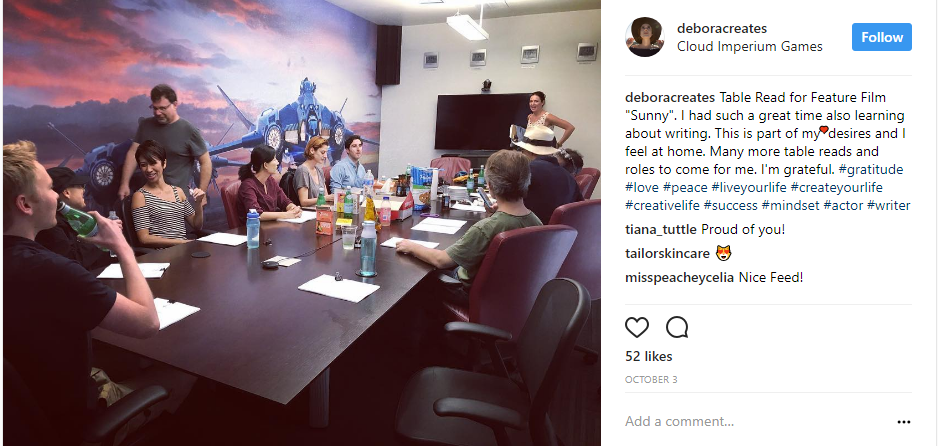 deboracreates
Cloud Imperium Games
Follow
deboracreates Table Read for Feature Film
"Sunny". I had such a great time also learning
about writing. This is part of my❤desires and I
feel at home. Many more table reads and
roles to come for me. I'm grateful. #gratitude
#love #peace #liveyourlife #createyourlife
#creativelife #success #mindset #actor #writer
tiana_tuttle Proud of you!
tailorskincare 😻
misspeacheycelia Nice Feed!
52 likes
OCTOBER 3
Add a comment...